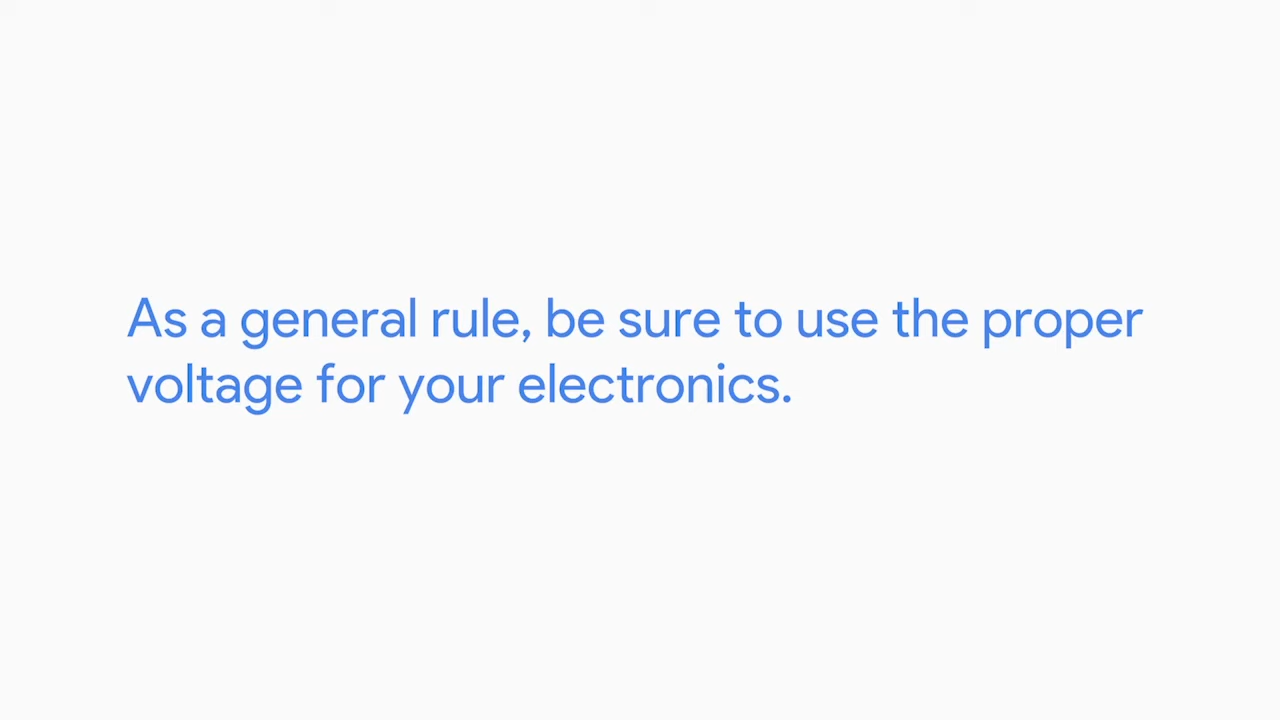 As a general rule, be sure to use the proper
voltage for your electronics.